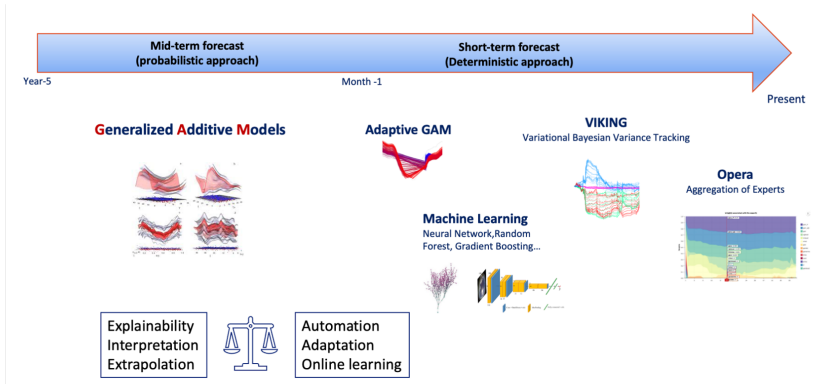 Mid-term forecast
(probabilistic approach)
Short-term forecast
(Deterministic approach)
Year-5
Month -1
Present
Generalized Additive Models
Adaptive GAM
VIKING
Variational Bayesian Variance Tracking
Opera
Aggregation of Experts
Machine Learning
Neural Network,Random
Forest, Gradient Boosting...
Explainability
Interpretation
Extrapolation
Automation
Adaptation
Online learning